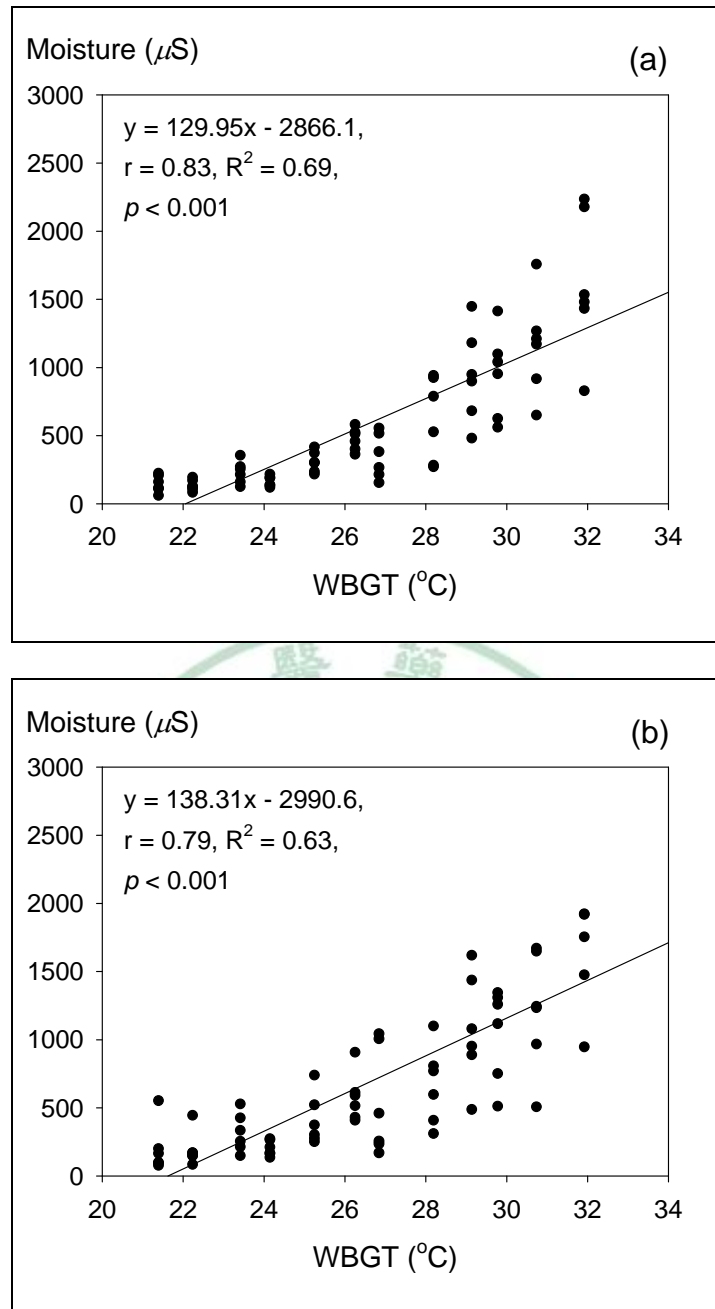 Moisture (μS)
(a)
3000
y = 129.95x - 2866.1,
2500
r = 0.83, R² = 0.69,
p < 0.001
2000
1500
1000
500
0
20 22 24 26 28 30 32 34
WBGT (°C)
醫 藥
Moisture (μS)
(b)
3000
y = 138.31x - 2990.6,
2500
r = 0.79, R² = 0.63,
p < 0.001
2000
1500
1000
500
0
20 22 24 26 28 30 32 34
WBGT (°C)